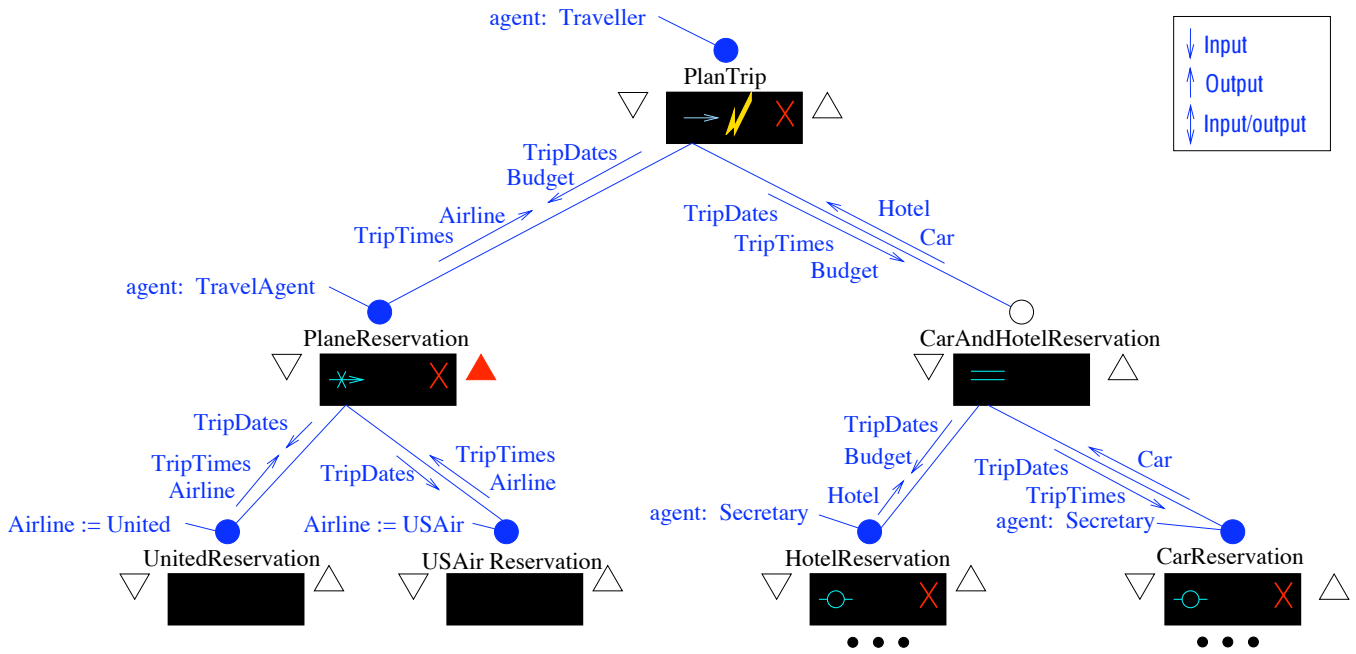 agent: Traveller
PlanTrip
Input
Output
Input/output
TripDates
Budget
Airline
TripTimes
Hotel
Car
TripDates
TripTimes
Budget
agent: TravelAgent
PlaneReservation
CarAndHotelReservation
TripDates
TripTimes
Airline
TripTimes
Airline
TripDates
TripDates
Budget
Hotel
Car
TripDates
TripTimes
Airline := United
Airline := USAir
agent: Secretary
agent: Secretary
UnitedReservation
USAir Reservation
HotelReservation
CarReservation